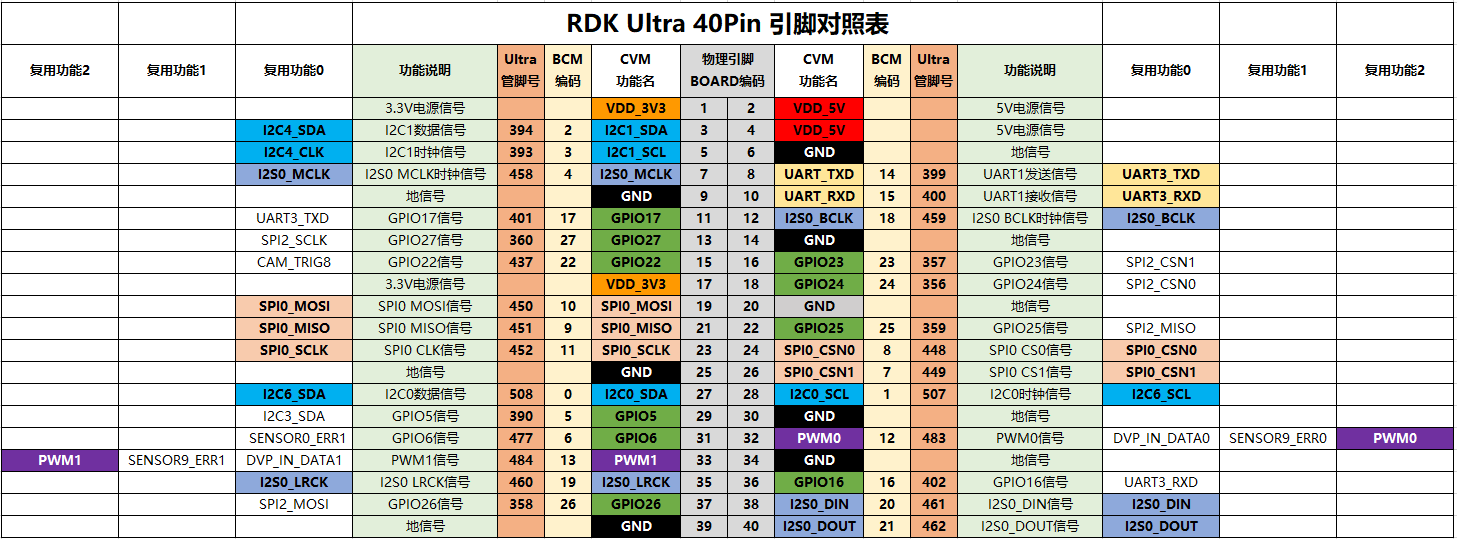 RDK Ultra 40Pin 引脚对照表
复用功能2 复用功能1 复用功能0 功能说明 Ultra 管脚号 BCM 编码 CVM 功能名 物理引脚 BOARD编码 CVM 功能名 BCM 编码 Ultra 管脚号 功能说明 复用功能0 复用功能1 复用功能2
3.3V电源信号 VDD_3V3 1 2 VDD_5V 5V电源信号
I2C4_SDA I2C1数据信号 394 2 I2C1_SDA 3 4 VDD_5V 5V电源信号
I2C4_CLK I2C1时钟信号 393 3 I2C1_SCL 5 6 GND 地信号
I2S0_MCLK I2S0 MCLK时钟信号 458 4 I2S0_MCLK 7 8 UART_TXD 14 399 UART1发送信号 UART3_TXD
地信号 GND 9 10 UART_RXD 15 400 UART1接收信号 UART3_RXD
UART3_TXD GPIO17信号 401 17 GPIO17 11 12 I2S0_BCLK 18 459 I2S0 BCLK时钟信号 I2S0_BCLK
SPI2_SCLK GPIO27信号 360 27 GPIO27 13 14 GND 地信号
CAM_TRIG8 GPIO22信号 437 22 GPIO22 15 16 GPIO23 23 357 GPIO23信号 SPI2_CSN1
3.3V电源信号 VDD_3V3 17 18 GPIO24 24 356 GPIO24信号 SPI2_CSN0
SPI0_MOSI SPI0 MOSI信号 450 10 SPI0_MOSI 19 20 GND 地信号
SPI0_MISO SPI0 MISO信号 451 9 SPI0_MISO 21 22 GPIO25 25 359 GPIO25信号 SPI2_MISO
SPI0_SCLK SPI0 CLK信号 452 11 SPI0_SCLK 23 24 SPI0_CSN0 8 448 SPI0 CS0信号 SPI0_CSN0
地信号 GND 25 26 SPI0_CSN1 7 449 SPI0 CS1信号 SPI0_CSN1
I2C6_SDA I2C0数据信号 508 0 I2C0_SDA 27 28 I2C0_SCL 1 507 I2C0时钟信号 I2C6_SCL
I2C3_SDA GPIO5信号 390 5 GPIO5 29 30 GND 地信号
SENSOR0_ERR1 GPIO6信号 477 6 GPIO6 31 32 PWM0 12 483 PWM0信号 DVP_IN_DATA0 SENSOR9_ERR0 PWM0
PWM1 SENSOR9_ERR1 DVP_IN_DATA1 PWM1信号 484 13 PWM1 33 34 GND 地信号
I2S0_LRCK I2S0 LRCK信号 460 19 I2S0_LRCK 35 36 GPIO16 16 402 GPIO16信号 UART3_RXD
SPI2_MOSI GPIO26信号 358 26 GPIO26 37 38 I2S0_DIN 20 461 I2S0_DIN信号 I2S0_DIN
地信号 GND 39 40 I2S0_DOUT 21 462 I2S0_DOUT信号 I2S0_DOUT